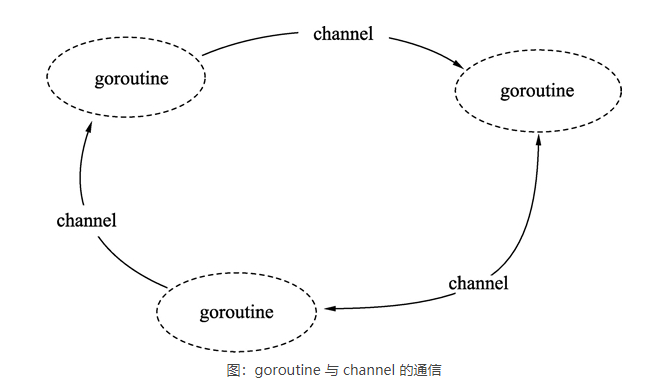 channel
goroutine
goroutine
channel
channel
goroutine
图：goroutine 与 channel 的通信